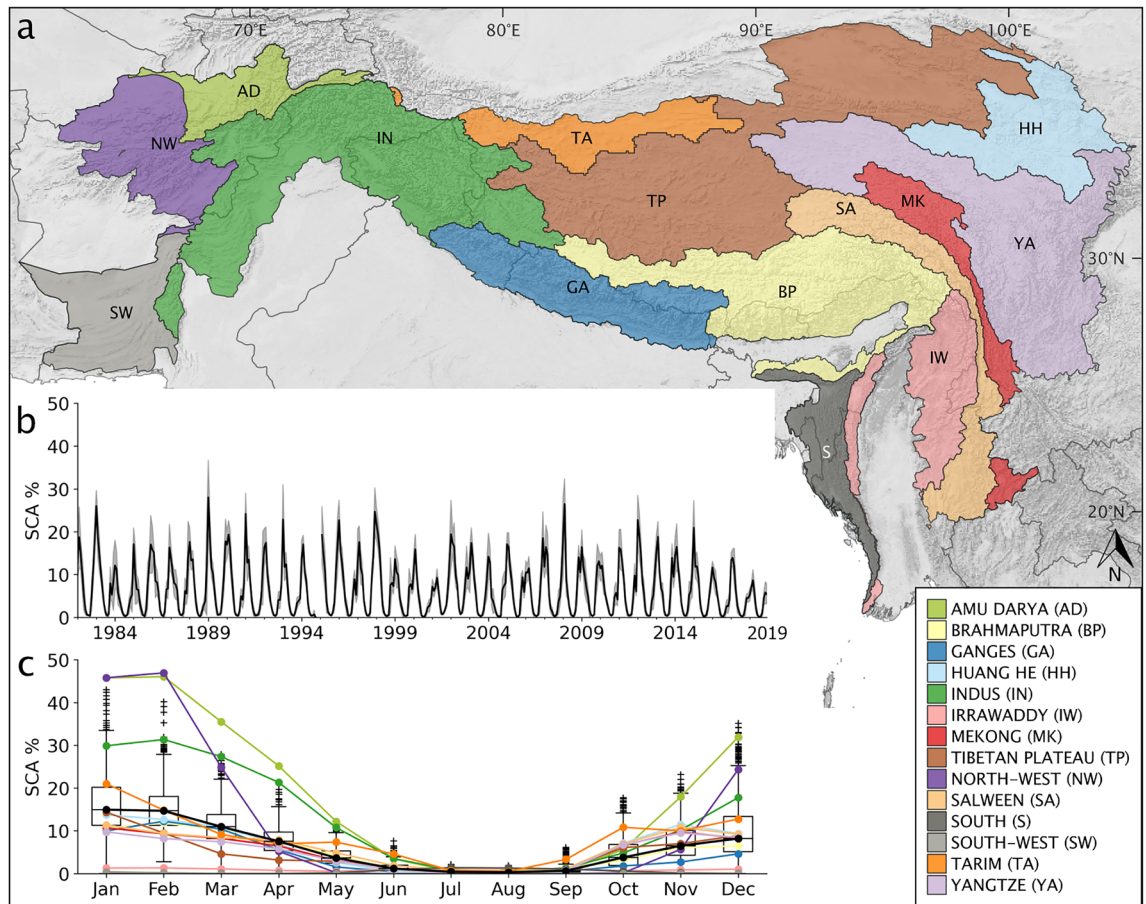 a
70°E 80°E 90°E 100°E
AD
NW
IN
TA
HH
TP
SA
MK
YA
30°N
SW
GA
BP
IW
S
20°N
N
b
SCA %
50
40
30
20
10
0
1984 1989 1994 1999 2004 2009 2014 2019
c
SCA %
50
40
30
20
10
0
Jan Feb Mar Apr May Jun Jul Aug Sep Oct Nov Dec
AMU DARYA (AD)
BRAHMAPUTRA (BP)
GANGES (GA)
HUANG HE (HH)
INDUS (IN)
IRRAWADDY (IW)
MEKONG (MK)
TIBETAN PLATEAU (TP)
NORTH-WEST (NW)
SALWEEN (SA)
SOUTH (S)
SOUTH-WEST (SW)
TARIM (TA)
YANGTZE (YA)